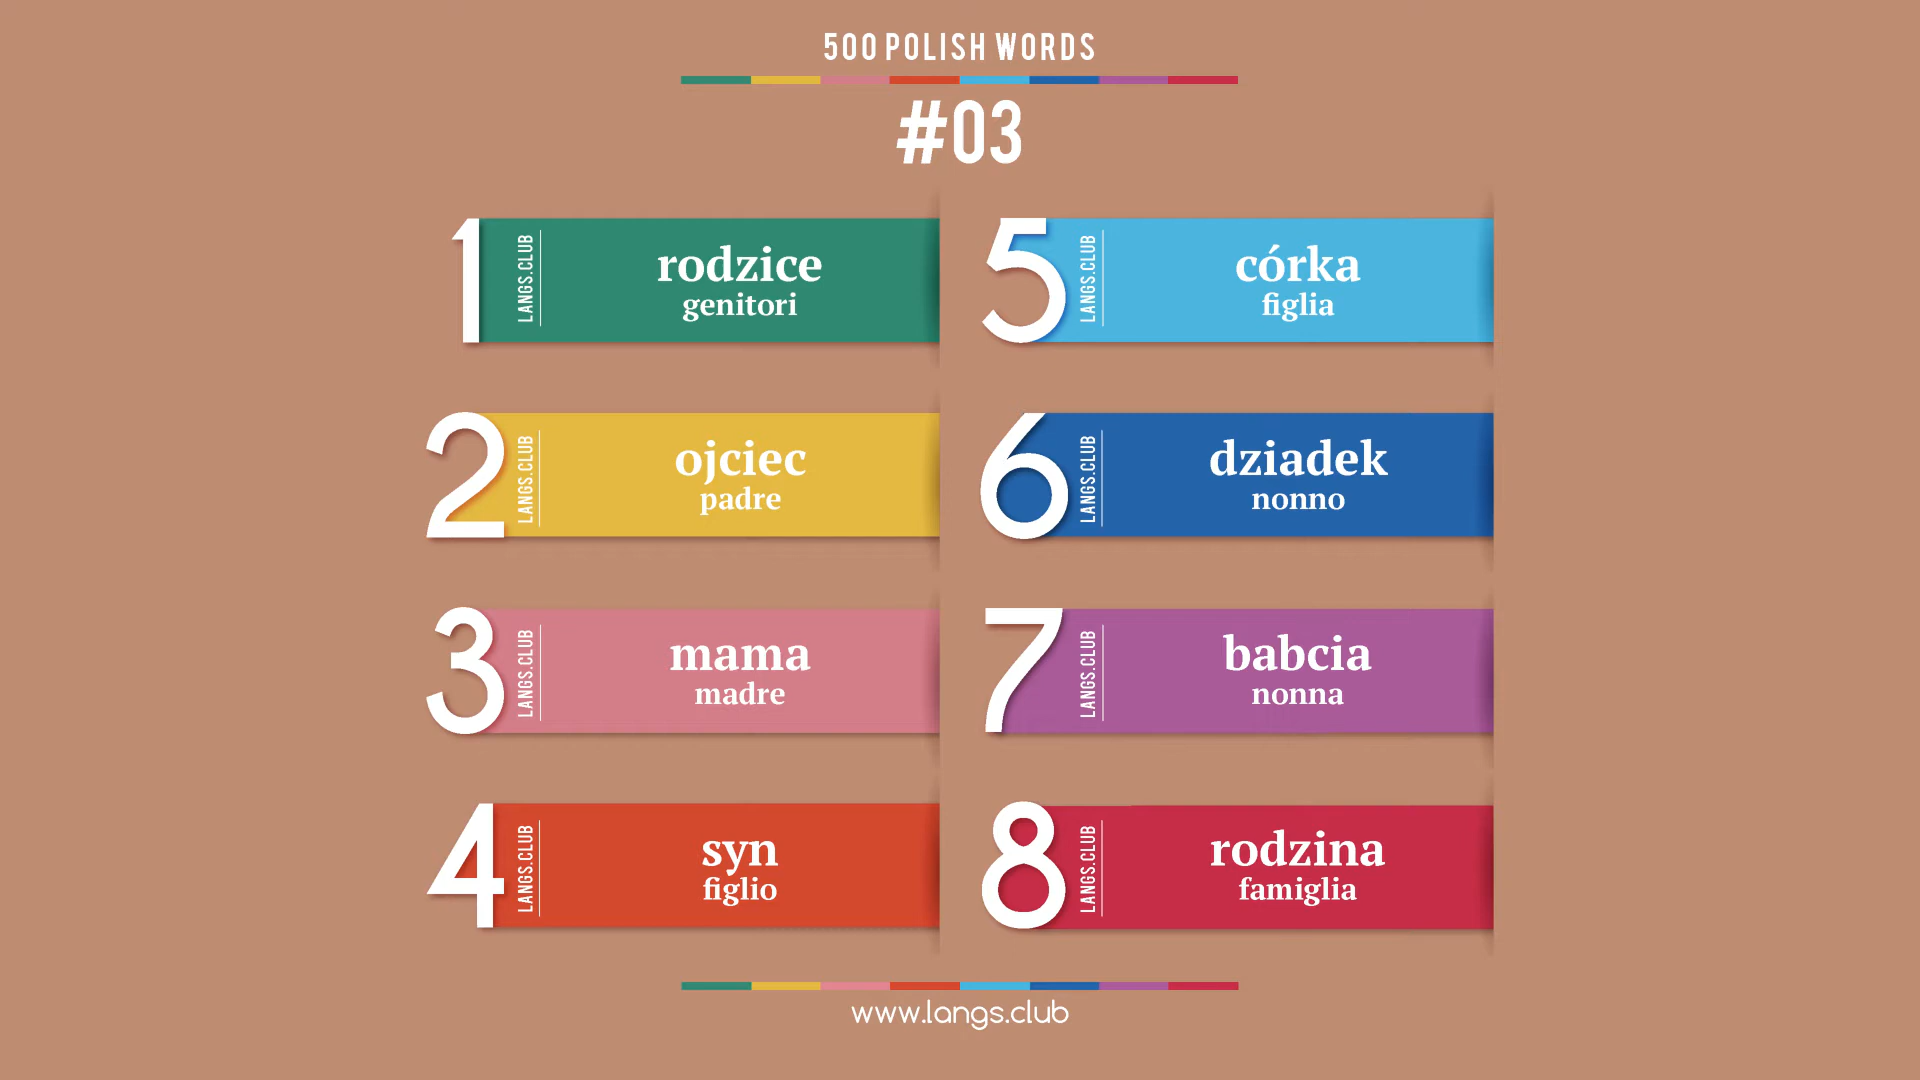 500 POLISH WORDS
#03
1
LANGS.CLUB
rodzice
genitori
2
LANGS.CLUB
ojciec
padre
3
LANGS.CLUB
mama
madre
4
LANGS.CLUB
syn
figlio
5
LANGS.CLUB
córka
figlia
6
LANGS.CLUB
dziadek
nonno
7
LANGS.CLUB
babcia
nonna
8
LANGS.CLUB
rodzina
famiglia
www.langs.club